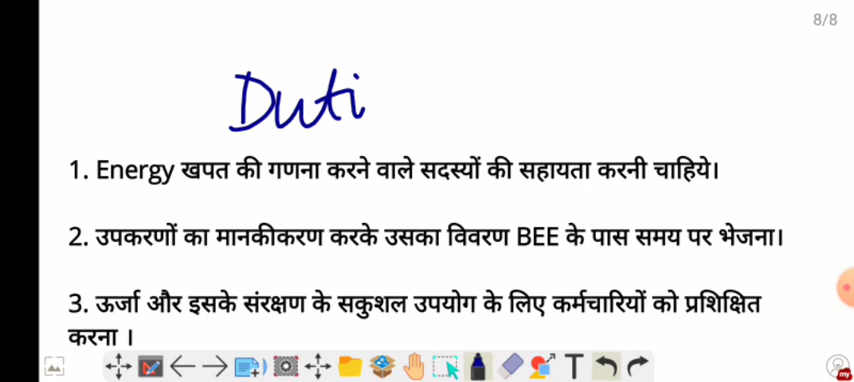 8/8
Duti
1. Energy खपत की गणना करने वाले सदस्यों की सहायता करनी चाहिये।
2. उपकरणों का मानकीकरण करके उसका विवरण BEE के पास समय पर भेजना।
3. ऊर्जा और इसके संरक्षण के सकुशल उपयोग के लिए कर्मचारियों को प्रशिक्षित
करना ।